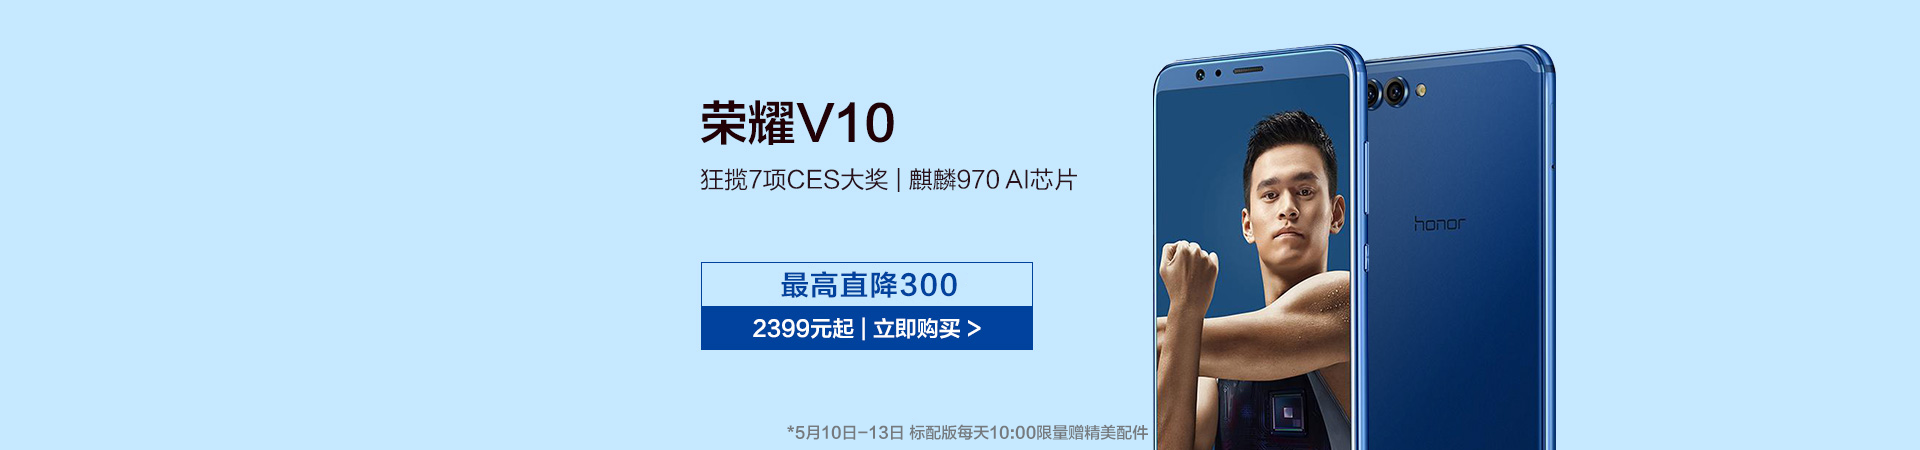 荣耀V10
狂揽7项CES大奖 | 麒麟970 AI芯片
最高直降300
2399元起 | 立即购买 >
*5月10日-13日 标配版每天10:00限量赠精美配件
honor